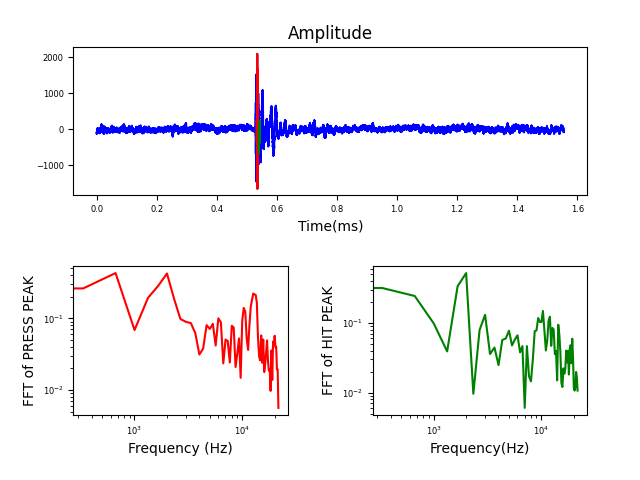 Amplitude
2000
1000
0
−1000
0.0 0.2 0.4 0.6 0.8 1.0 1.2 1.4 1.6
Time(ms)
FFT of PRESS PEAK
10⁻¹
10⁻²
10³ 10⁴
Frequency (Hz)
FFT of HIT PEAK
10⁻¹
10⁻²
10³ 10⁴
Frequency(Hz)